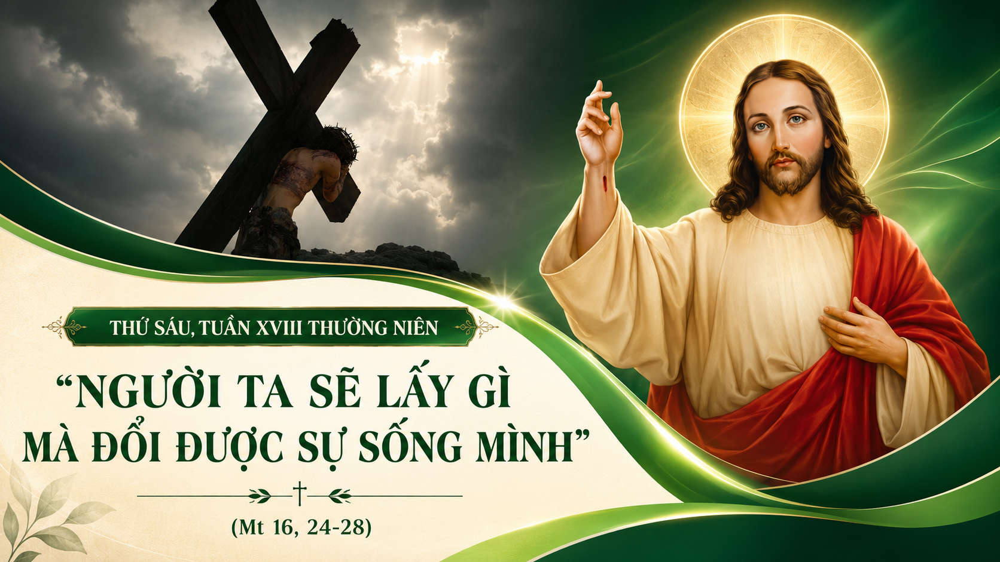 THỨ SÁU, TUẦN XVIII THƯỜNG NIÊN
“NGƯỜI TA SẼ LẤY GÌ
MÀ ĐỔI ĐƯỢC SỰ SỐNG MÌNH”
(Mt 16, 24-28)